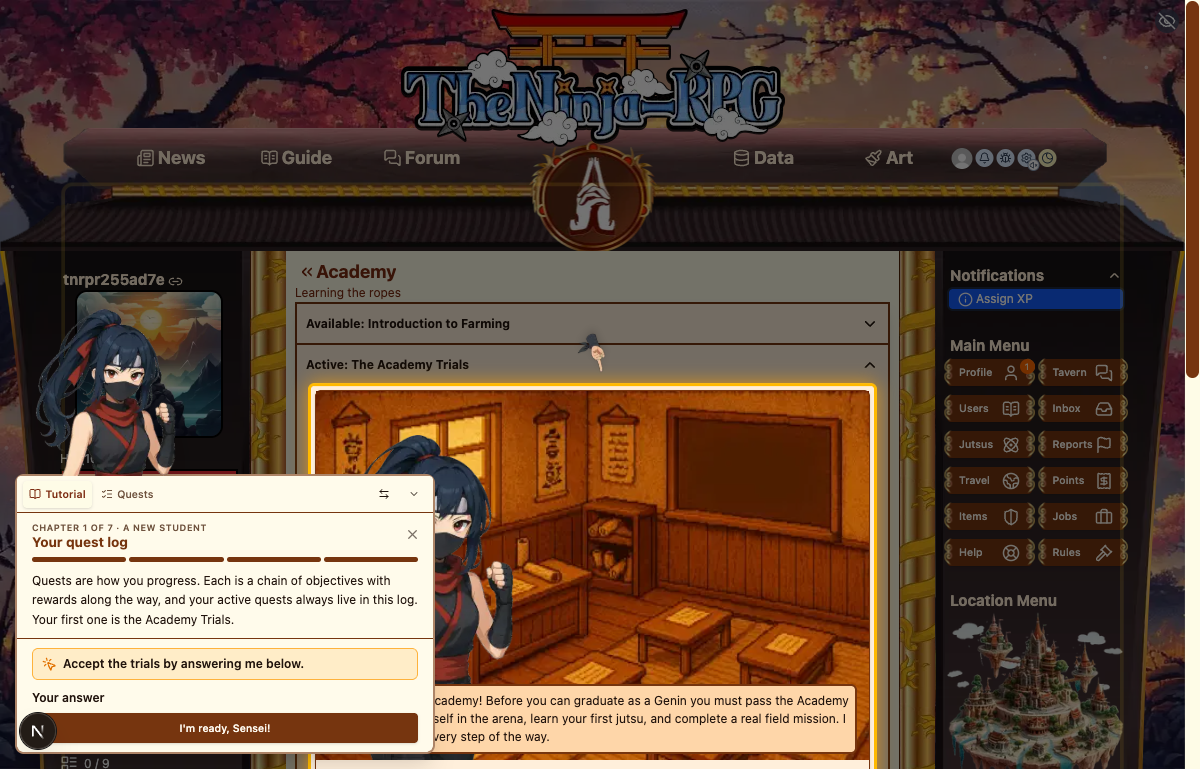 TheNinja-RPG
News
Guide
Forum
Data
Art
tnrpr255ad7e
« Academy
Learning the ropes
Available: Introduction to Farming
Active: The Academy Trials
Notifications
Assign XP
Main Menu
Profile
1
Tavern
Users
Inbox
Jutsus
Reports
Travel
Points
Items
Jobs
Help
Rules
Location Menu
Tutorial
Quests
CHAPTER 1 OF 7 · A NEW STUDENT
Your quest log
Quests are how you progress. Each is a chain of objectives with
rewards along the way, and your active quests always live in this log.
Your first one is the Academy Trials.
Accept the trials by answering me below.
Your answer
I'm ready, Sensei!
N
cademy! Before you can graduate as a Genin you must pass the Academy
self in the arena, learn your first jutsu, and complete a real field mission. I
very step of the way.
0 / 9